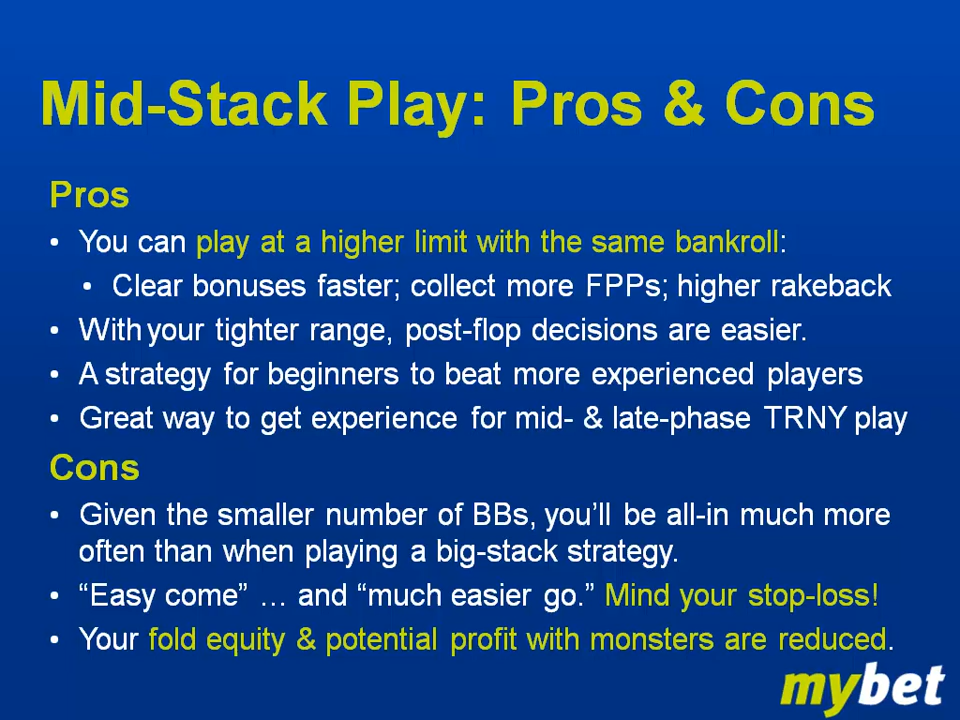 Mid-Stack Play: Pros & Cons
Pros
• You can play at a higher limit with the same bankroll:
• Clear bonuses faster; collect more FPPs; higher rakeback
• With your tighter range, post-flop decisions are easier.
• A strategy for beginners to beat more experienced players
• Great way to get experience for mid- & late-phase TRNY play
Cons
• Given the smaller number of BBs, you’ll be all-in much more
often than when playing a big-stack strategy.
• “Easy come” … and “much easier go.” Mind your stop-loss!
• Your fold equity & potential profit with monsters are reduced.
mybet